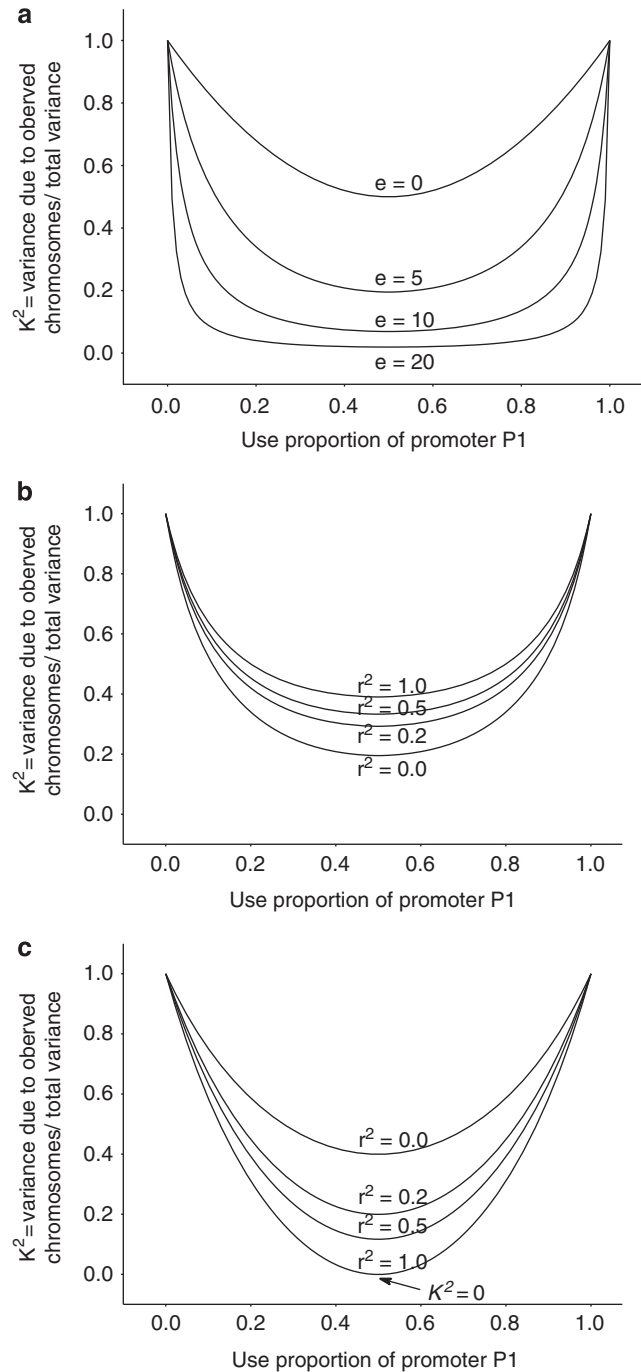 a
K² = variance due to oberved
chromosomes/ total variance
1.0
0.8
0.6
0.4
0.2
0.0
e = 0
e = 5
e = 10
e = 20
0.0 0.2 0.4 0.6 0.8 1.0
Use proportion of promoter P1
b
K² = variance due to oberved
chromosomes/ total variance
1.0
0.8
0.6
0.4
0.2
0.0
r² = 1.0
r² = 0.5
r² = 0.2
r² = 0.0
0.0 0.2 0.4 0.6 0.8 1.0
Use proportion of promoter P1
c
K² = variance due to oberved
chromosomes/ total variance
1.0
0.8
0.6
0.4
0.2
0.0
r² = 0.0
r² = 0.2
r² = 0.5
r² = 1.0
K² = 0
0.0 0.2 0.4 0.6 0.8 1.0
Use proportion of promoter P1